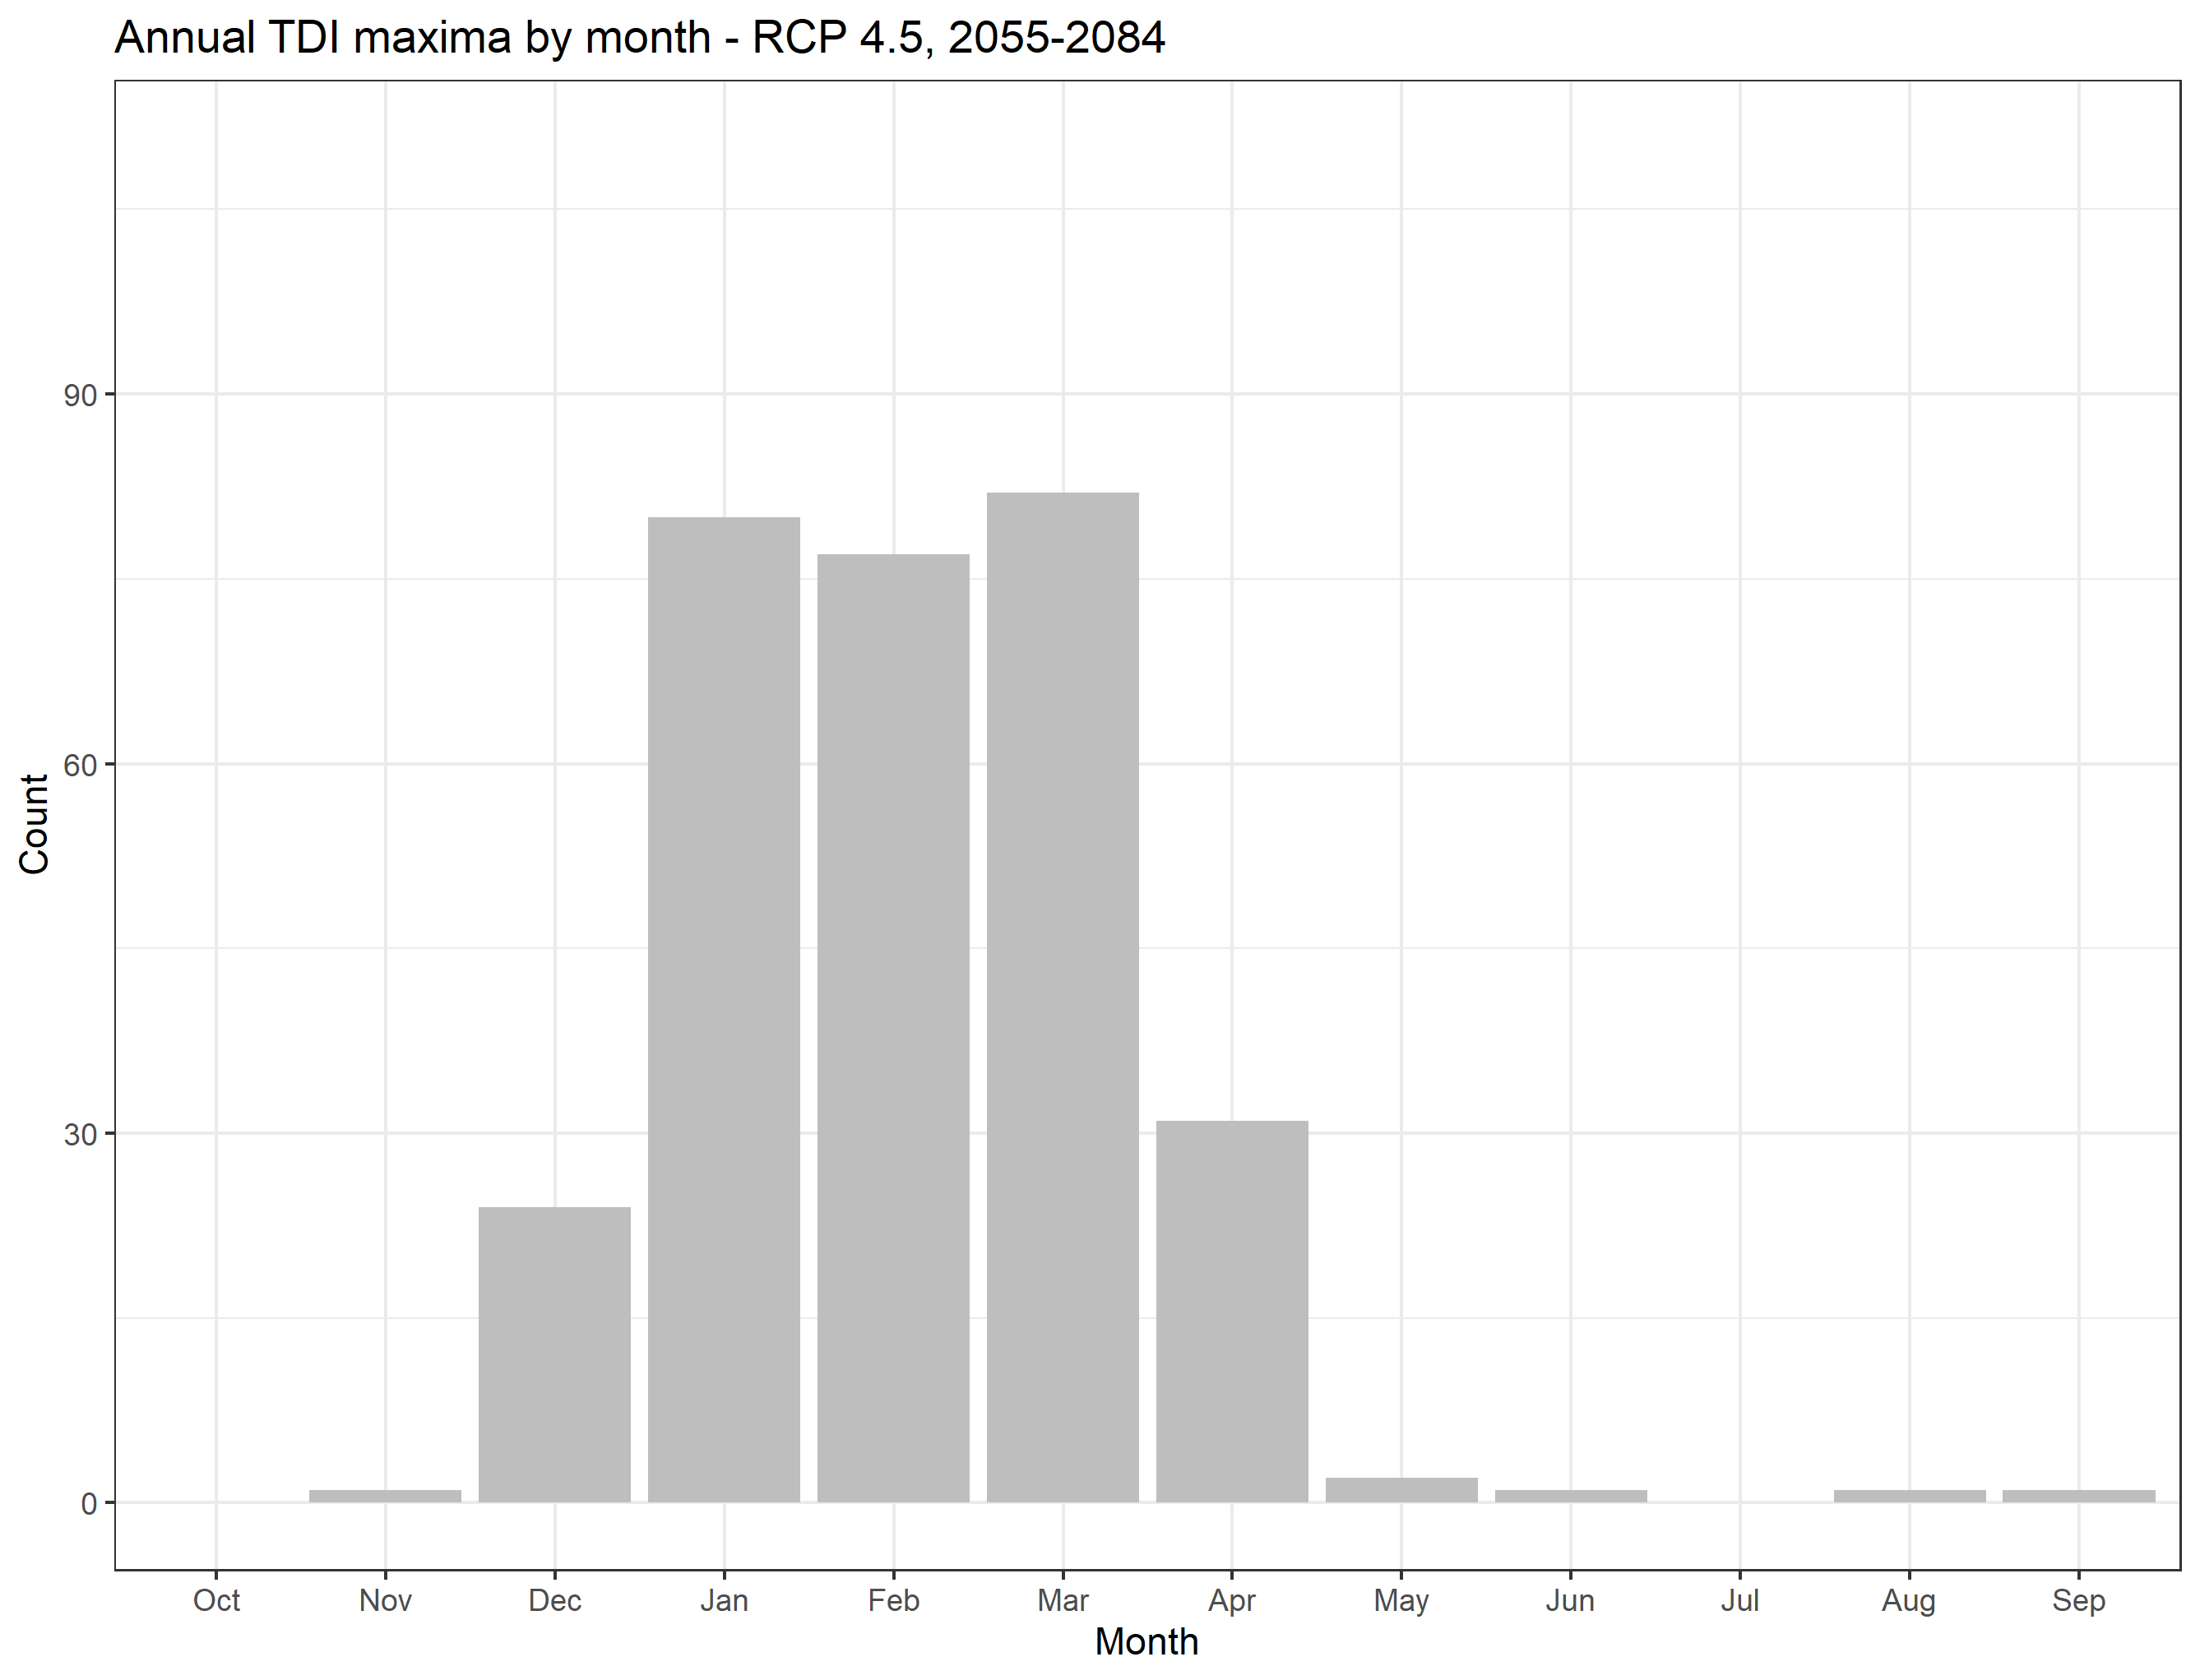 Annual TDI maxima by month - RCP 4.5, 2055-2084
90
60
30
0
Count
Oct Nov Dec Jan Feb Mar Apr May Jun Jul Aug Sep
Month